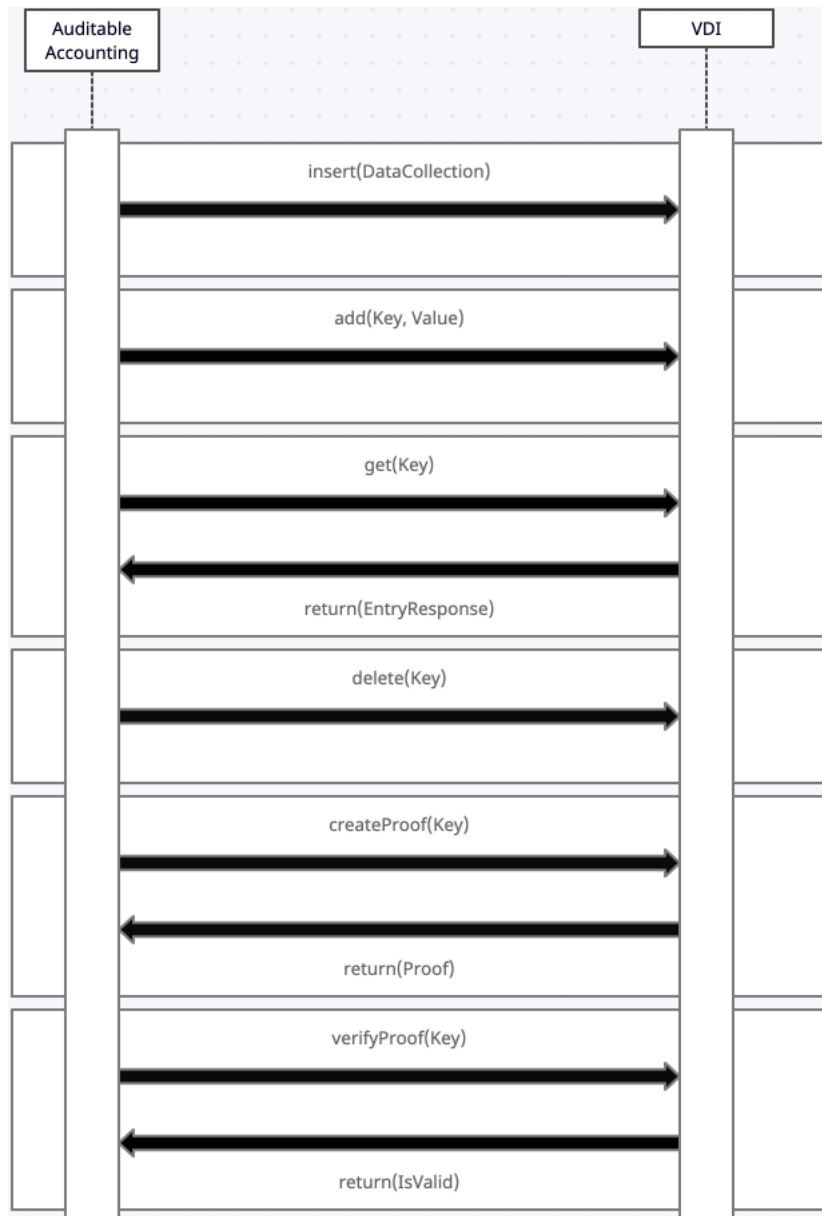 Auditable
Accounting
VDI
insert(DataCollection)
add(Key, Value)
get(Key)
return(EntryResponse)
delete(Key)
createProof(Key)
return(Proof)
verifyProof(Key)
return(IsValid)